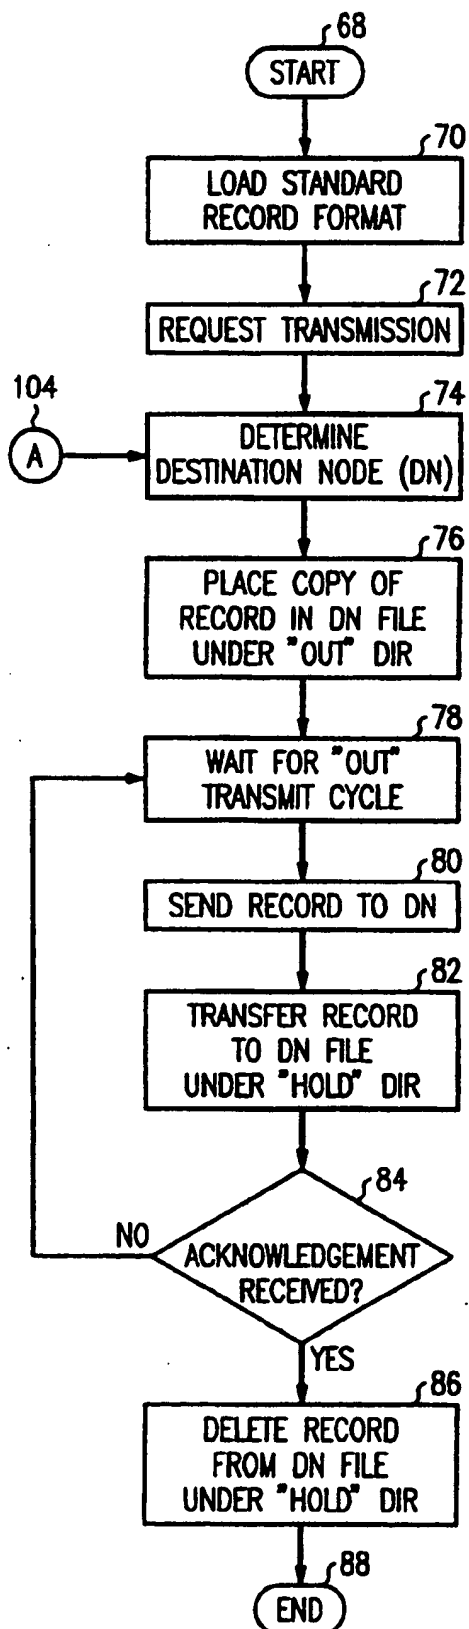 68
START
70
LOAD STANDARD
RECORD FORMAT
72
REQUEST TRANSMISSION
104
A
74
DETERMINE
DESTINATION NODE (DN)
76
PLACE COPY OF
RECORD IN DN FILE
UNDER "OUT" DIR
78
WAIT FOR "OUT"
TRANSMIT CYCLE
80
SEND RECORD TO DN
82
TRANSFER RECORD
TO DN FILE
UNDER "HOLD" DIR
84
NO
ACKNOWLEDGEMENT
RECEIVED?
YES
86
DELETE RECORD
FROM DN FILE
UNDER "HOLD" DIR
88
END